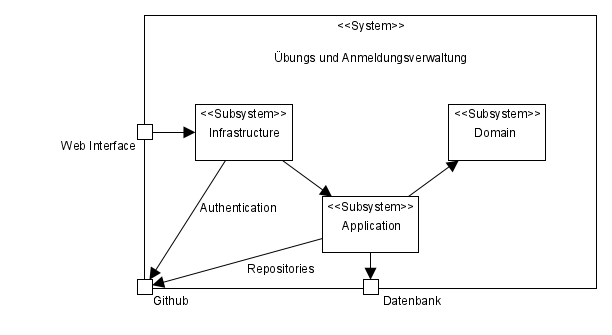 <<System>>
Übungs und Anmeldungsverwaltung
<<Subsystem>>
Infrastructure
<<Subsystem>>
Domain
Web Interface
<<Subsystem>>
Application
Authentication
Repositories
Github
Datenbank